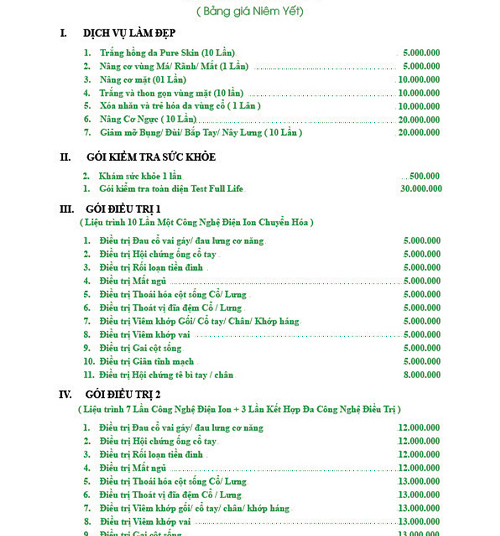 ( Bảng giá Niêm Yết)
I. DỊCH VỤ LÀM ĐẸP
1. Trắng hồng da Pure Skin (10 Lần) 5.000.000
2. Nâng cơ vùng Má/ Rãnh/ Mắt (1 Lần) 5.000.000
3. Nâng cơ mặt (01 Lần) 10.000.000
4. Trắng và thon gọn vùng mặt (10 lần) 10.000.000
5. Xóa nhăn và trẻ hóa da vùng cổ ( 1 Lần ) 10.000.000
6. Nâng Cơ Ngực ( 10 Lần) 20.000.000
7. Giảm mỡ Bụng/ Đùi/ Bắp Tay/ Nây Lưng ( 10 Lần ) 20.000.000
II. GÓI KIỂM TRA SỨC KHỎE
2. Khám sức khỏe 1 lần 500.000
1. Gói kiểm tra toàn diện Test Full Life 30.000.000
III. GÓI ĐIỀU TRỊ 1
( Liệu trình 10 Lần Một Công Nghệ Điện Ion Chuyển Hóa )
1. Điều trị Đau cổ vai gáy/ đau lưng cơ năng 5.000.000
2. Điều trị Hội chứng ống cổ tay 5.000.000
3. Điều trị Rối loạn tiền đình 5.000.000
4. Điều trị Mất ngủ 5.000.000
5. Điều trị Thoái hóa cột sống Cổ/ Lưng 5.000.000
6. Điều trị Thoát vị đĩa đệm Cổ / Lưng 5.000.000
7. Điều trị Viêm khớp Gối/ Cổ tay/ Chân/ Khớp háng 5.000.000
8. Điều trị Viêm khớp vai 5.000.000
9. Điều trị Gai cột sống 5.000.000
10. Điều trị Giãn tĩnh mạch 5.000.000
11. Điều trị Hội chứng tê bì tay / chân 8.000.000
IV. GÓI ĐIỀU TRỊ 2
( Liệu trình 7 Lần Công Nghệ Điện Ion + 3 Lần Kết Hợp Đa Công Nghệ Điều Trị )
1. Điều trị Đau cổ vai gáy/ đau lưng cơ năng 12.000.000
2. Điều trị Hội chứng ống cổ tay 12.000.000
3. Điều trị Rối loạn tiền đình 12.000.000
4. Điều trị Mất ngủ 12.000.000
5. Điều trị Thoái hóa cột sống Cổ/ Lưng 13.000.000
6. Điều trị Thoát vị đĩa đệm Cổ / Lưng 13.000.000
7. Điều trị Viêm khớp gối/ cổ tay/ chân/ khớp háng 13.000.000
8. Điều trị Viêm khớp vai 13.000.000
9. Điều trị Gai cột sống 13.000.000